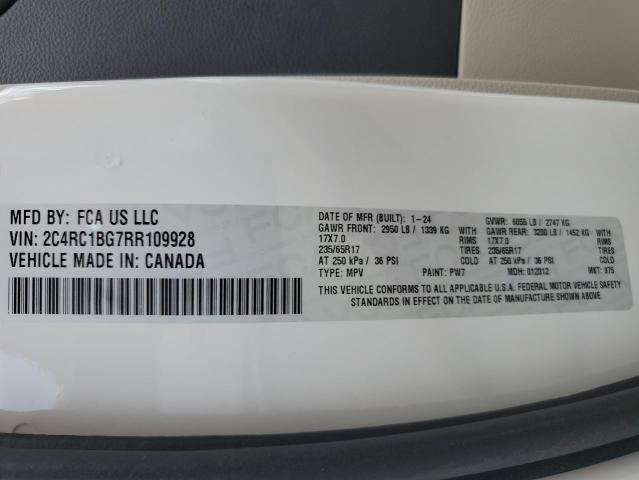 MFD BY: FCA US LLC
VIN: 2C4RC1BG7RR109928
VEHICLE MADE IN: CANADA
DATE OF MFR (BUILT): 1-24 GVWR: 6055 LB / 2747 KG
GAWR FRONT: 2950 LB / 1339 KG WITH GAWR REAR: 3200 LB / 1452 KG WITH
17X7.0 RIMS 17X7.0 RIMS
235/65R17 TIRES 235/65R17 TIRES
AT 250 kPa / 36 PSI COLD AT 250 kPa / 36 PSI COLD
TYPE: MPV PAINT: PW7 MDH: 012012 MKT:
THIS VEHICLE CONFORMS TO ALL APPLICABLE U.S.A. FEDERAL MOTOR VEHICLE SAFETY
STANDARDS IN EFFECT ON THE DATE OF MANUFACTURE SHOWN ABOVE.